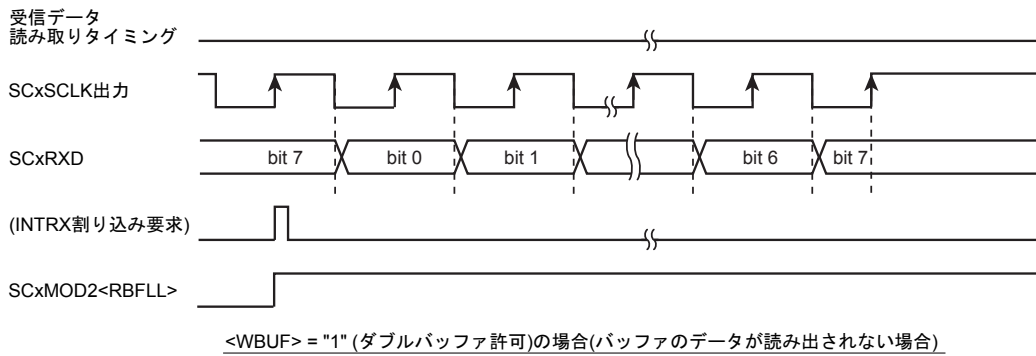 受信データ
読み取りタイミング
SCxSCLK出力
SCxRXD
bit 7
bit 0
bit 1
bit 6
bit 7
(INTRX割り込み要求)
SCxMOD2<RBFLL>
<WBUF> = "1" (ダブルバッファ許可)の場合(バッファのデータが読み出されない場合)